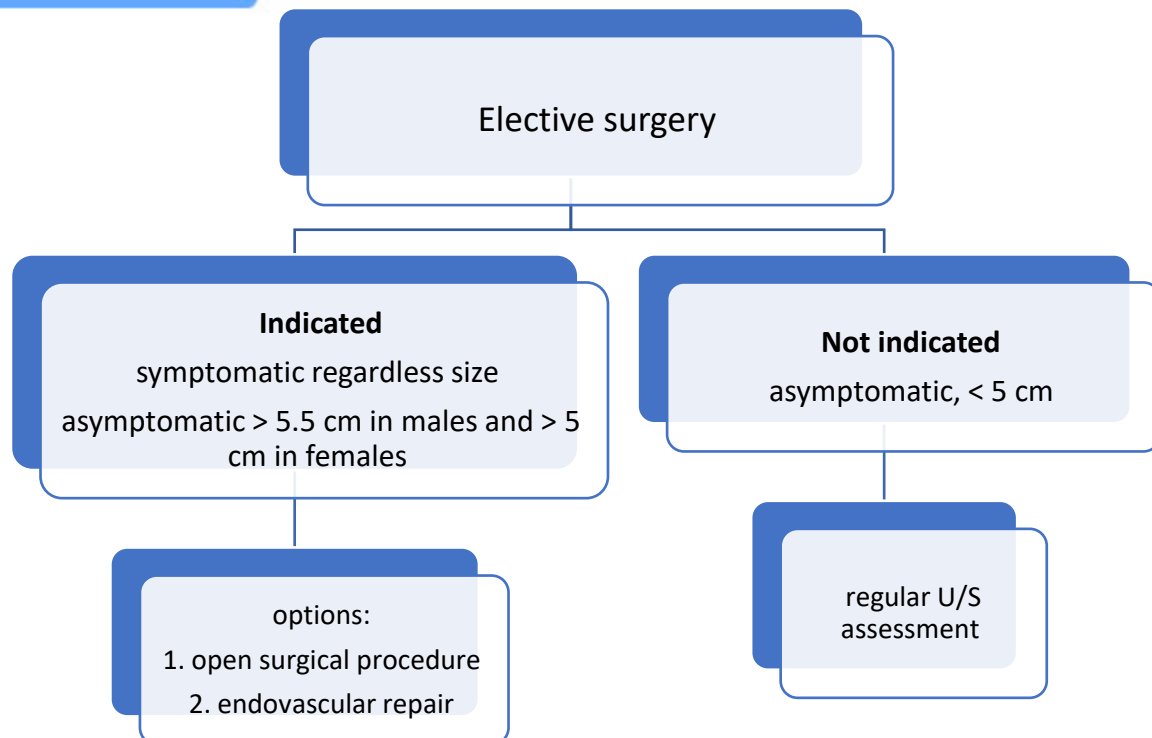 Elective surgery
Indicated
symptomatic regardless size
asymptomatic > 5.5 cm in males and > 5
cm in females
Not indicated
asymptomatic, < 5 cm
options:
1. open surgical procedure
2. endovascular repair
regular U/S
assessment